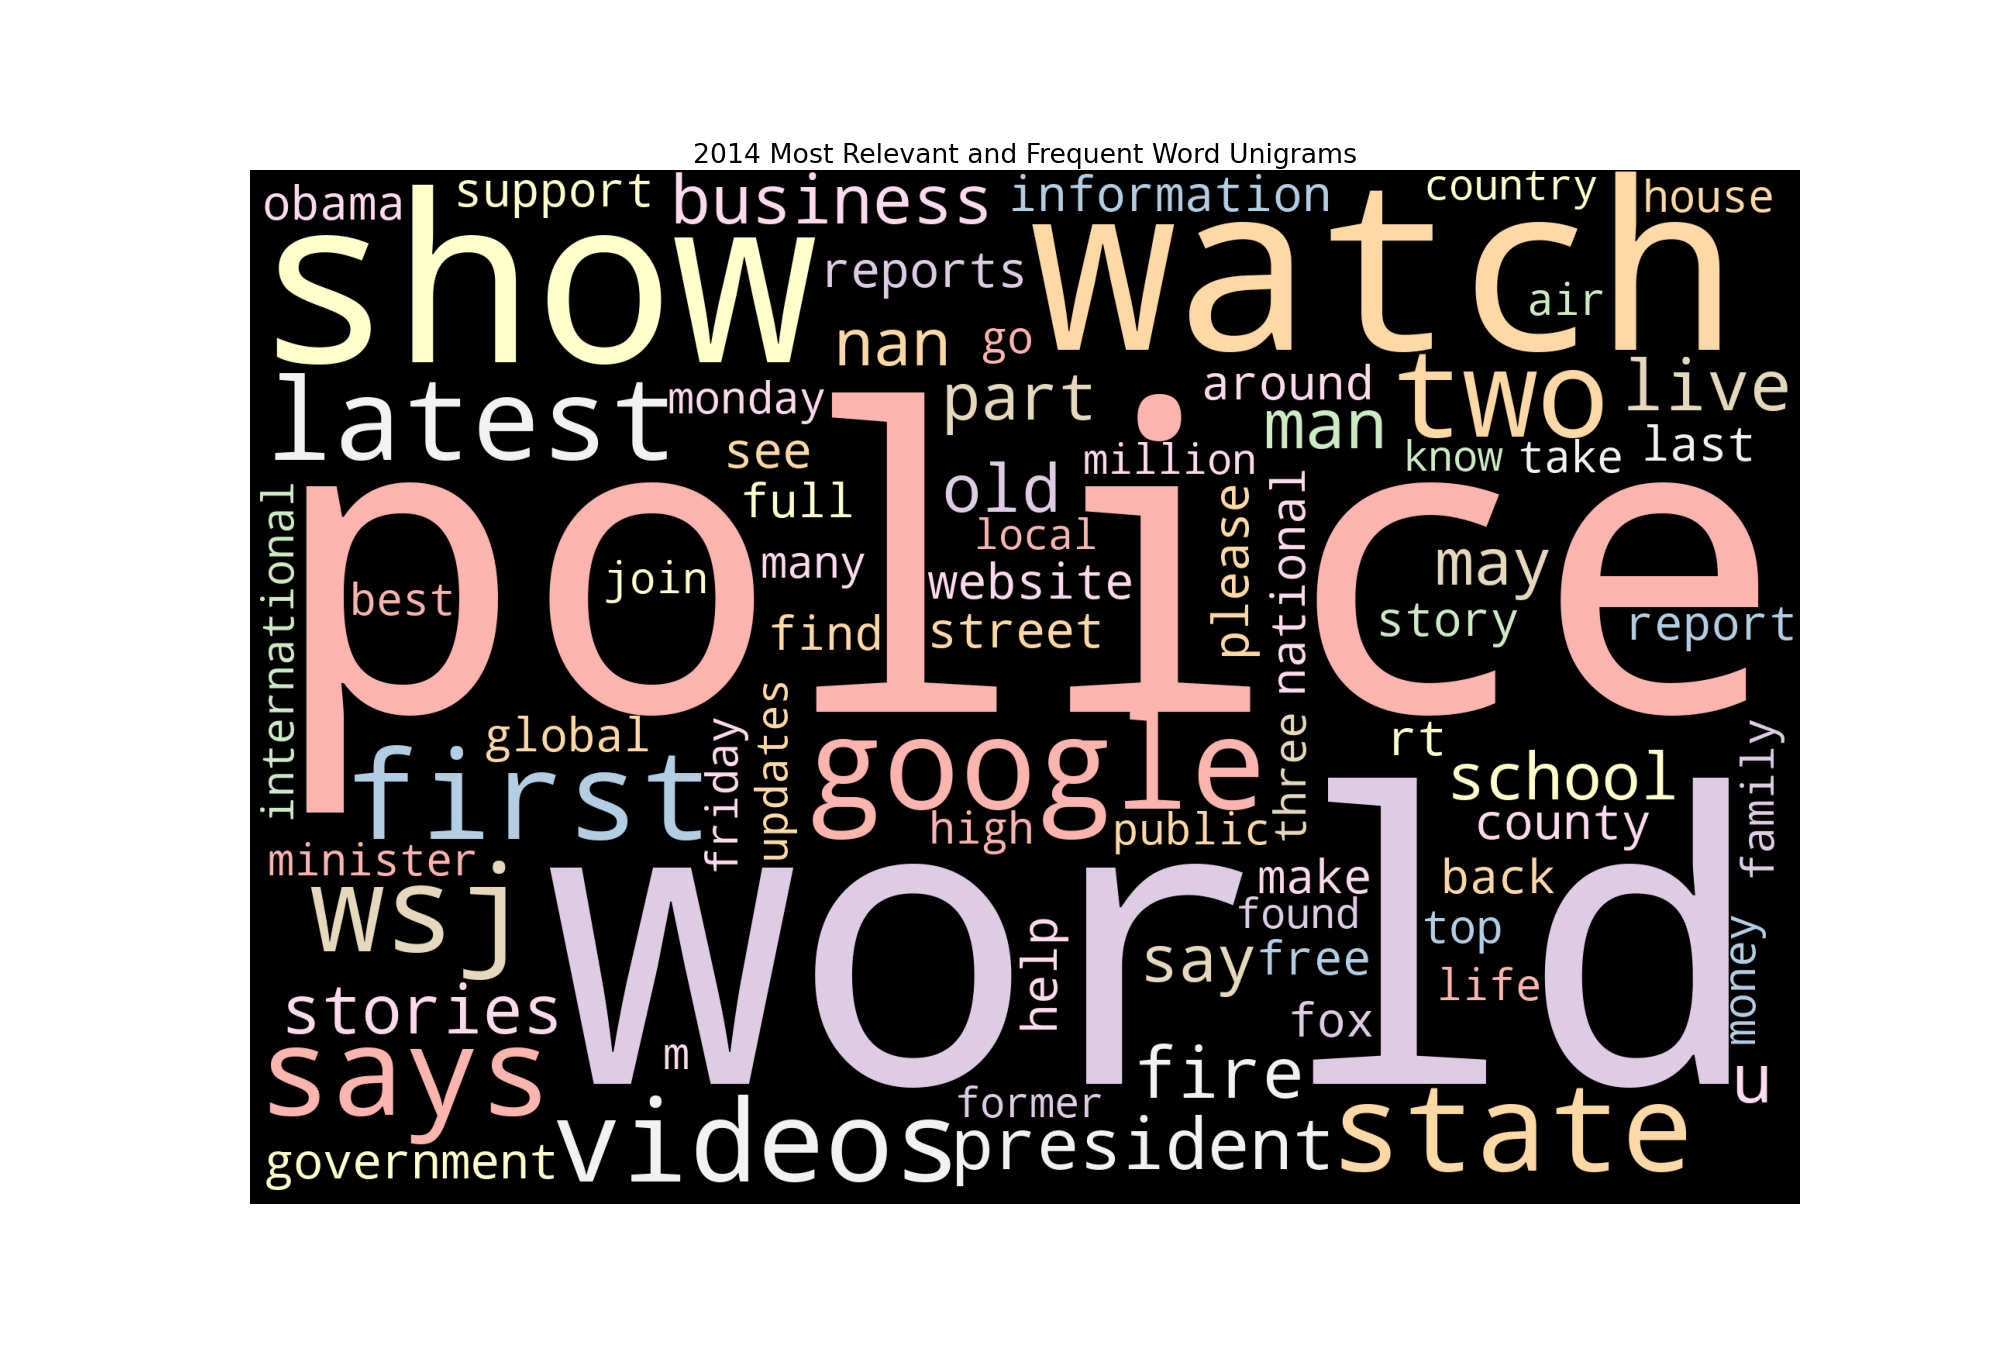 2014 Most Relevant and Frequent Word Unigrams
obama
support
business
information
country
house
show
watch
reports
air
nan
go
latest
monday
part
around
two
live
man
see
million
know
take
last
full
old
police
please
national
international
local
many
join
best
website
may
story
report
find
street
global
first
friday
updates
google
three
rt
school
family
high
public
county
minister
wsj
world
make
back
found
top
help
say
free
money
stories
life
fox
says
m
fire
u
former
state
videos
president
government